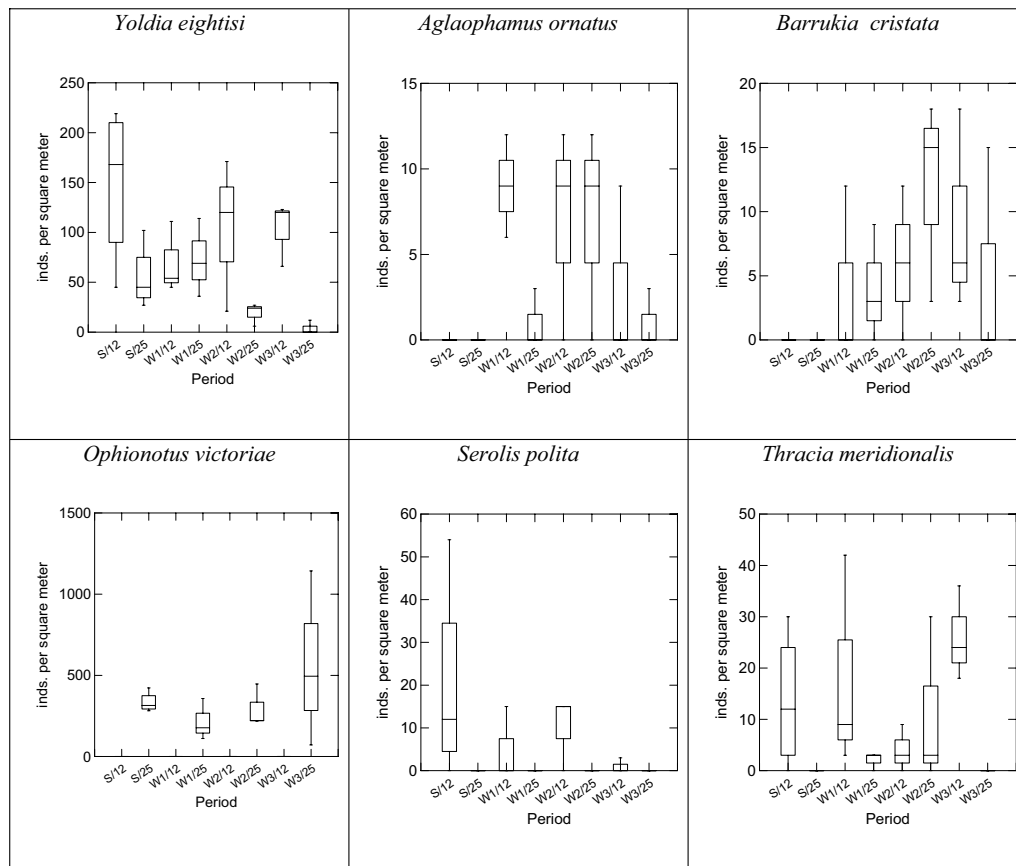 Yoldia eightisi
inds. per square meter
250
200
150
100
50
0
S/12 S/25 W1/12 W1/25 W2/12 W2/25 W3/12 W3/25
Period
Aglaophamus ornatus
inds. per square meter
15
10
5
0
S/12 S/25 W1/12 W1/25 W2/12 W2/25 W3/12 W3/25
Period
Barrukia cristata
inds. per square meter
20
15
10
5
0
S/12 S/25 W1/12 W1/25 W2/12 W2/25 W3/12 W3/25
Period
Ophionotus victoriae
inds. per square meter
1500
1000
500
0
S/12 S/25 W1/12 W1/25 W2/12 W2/25 W3/12 W3/25
Period
Serolis polita
inds. per square meter
60
50
40
30
20
10
0
S/12 S/25 W1/12 W1/25 W2/12 W2/25 W3/12 W3/25
Period
Thracia meridionalis
inds. per square meter
50
40
30
20
10
0
S/12 S/25 W1/12 W1/25 W2/12 W2/25 W3/12 W3/25
Period